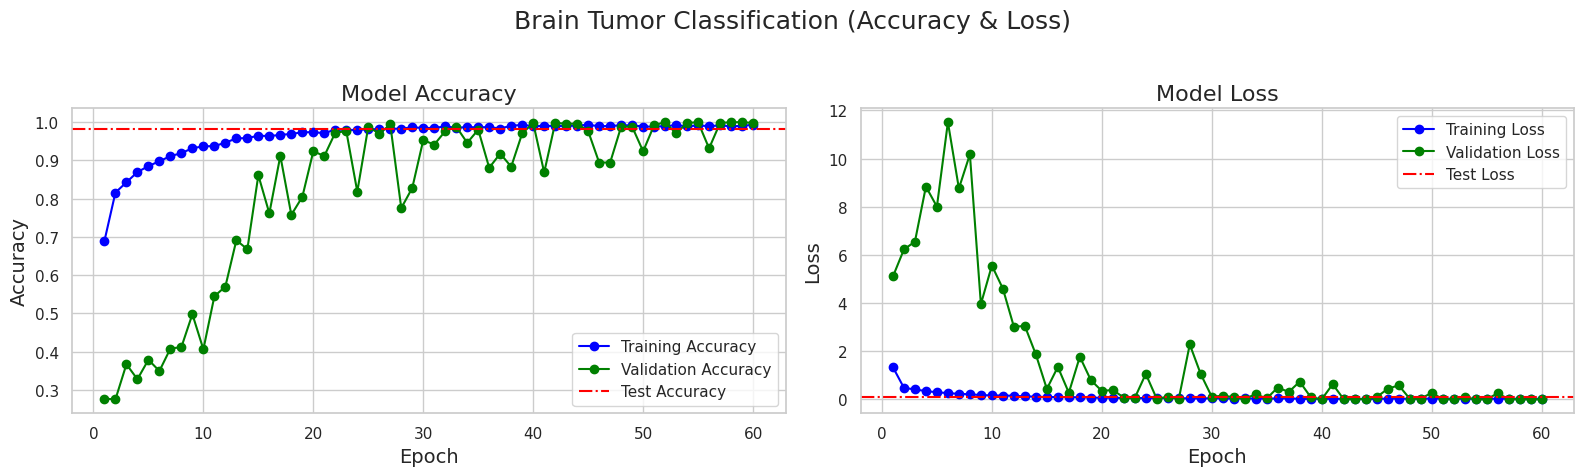 Brain Tumor Classification (Accuracy & Loss)
Model Accuracy
Accuracy
1.0
0.9
0.8
0.7
0.6
0.5
0.4
0.3
Training Accuracy
Validation Accuracy
Test Accuracy
0 10 20 30 40 50 60
Epoch
Model Loss
Loss
12
10
8
6
4
2
0
Training Loss
Validation Loss
Test Loss
0 10 20 30 40 50 60
Epoch